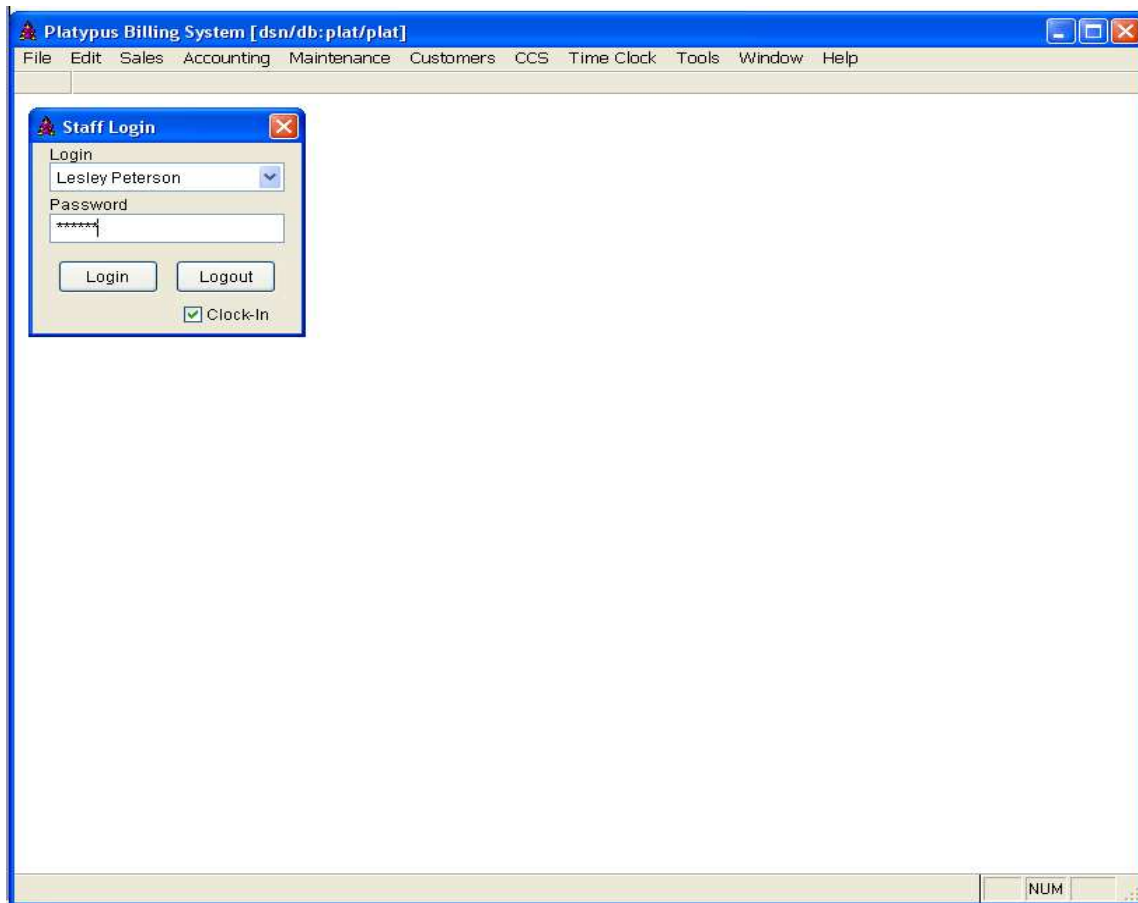 Platypus Billing System [dsn/db:plat/plat]
File Edit Sales Accounting Maintenance Customers CCS Time Clock Tools Window Help
Staff Login
Login
Lesley Peterson
Password
******
Login Logout
Clock-In
NUM